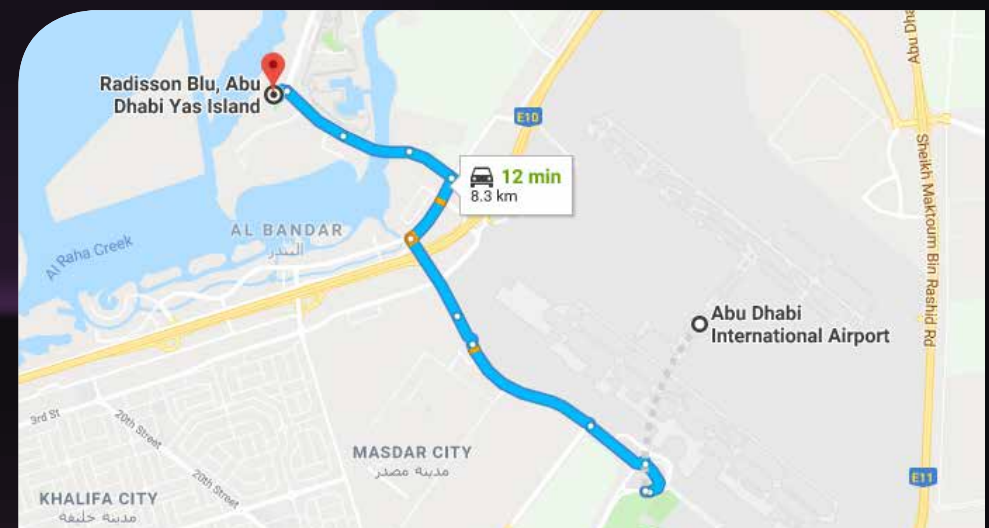 Radisson Blu, Abu
Dhabi Yas Island
E10
12 min
8.3 km
AL BANDAR
البندر
Al Raha Creek
Abu Dha
Sheikh Maktoum Bin Rashid Rd
Abu Dhabi
International Airport
3rd St
20th Street
20th Street
MASDAR CITY
مدينة مصدر
KHALIFA CITY
مدينة خليفة
E11